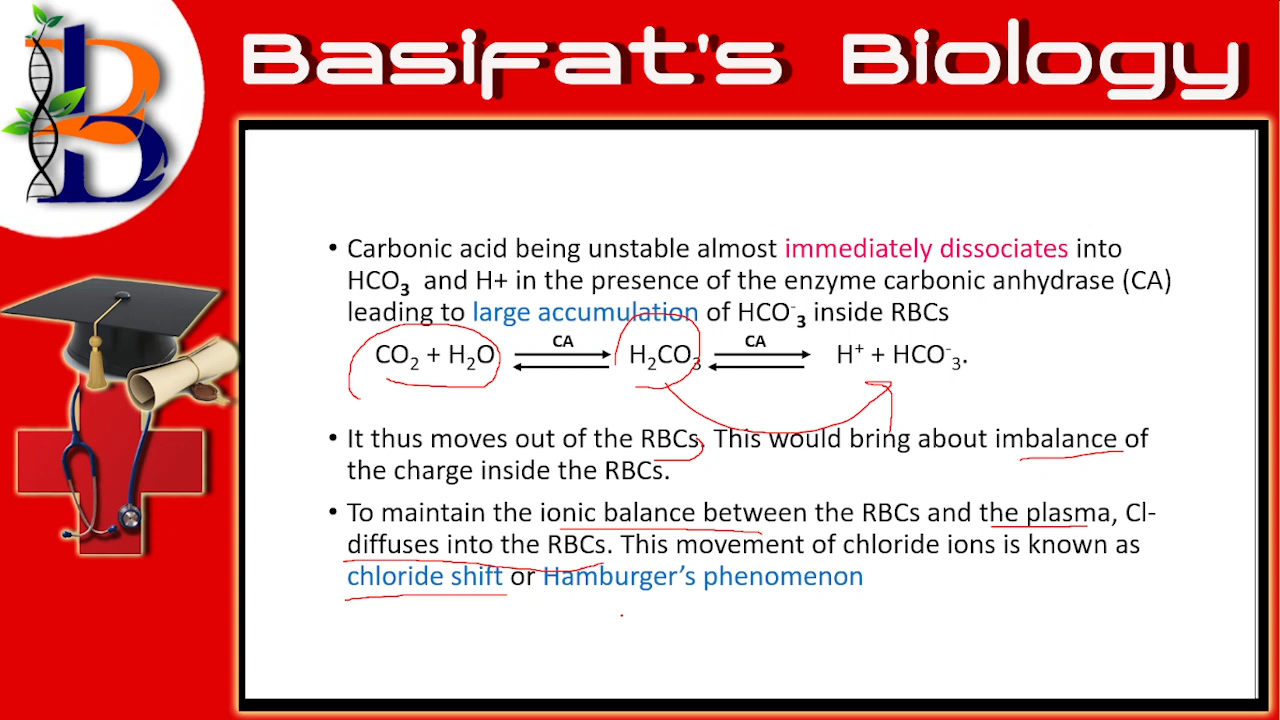 Basifat's Biology
B
• Carbonic acid being unstable almost immediately dissociates into
HCO₃ and H+ in the presence of the enzyme carbonic anhydrase (CA)
leading to large accumulation of HCO⁻₃ inside RBCs
CO₂ + H₂O CA H₂CO₃ CA H⁺ + HCO⁻₃.
• It thus moves out of the RBCs. This would bring about imbalance of
the charge inside the RBCs.
• To maintain the ionic balance between the RBCs and the plasma, Cl-
diffuses into the RBCs. This movement of chloride ions is known as
chloride shift or Hamburger’s phenomenon